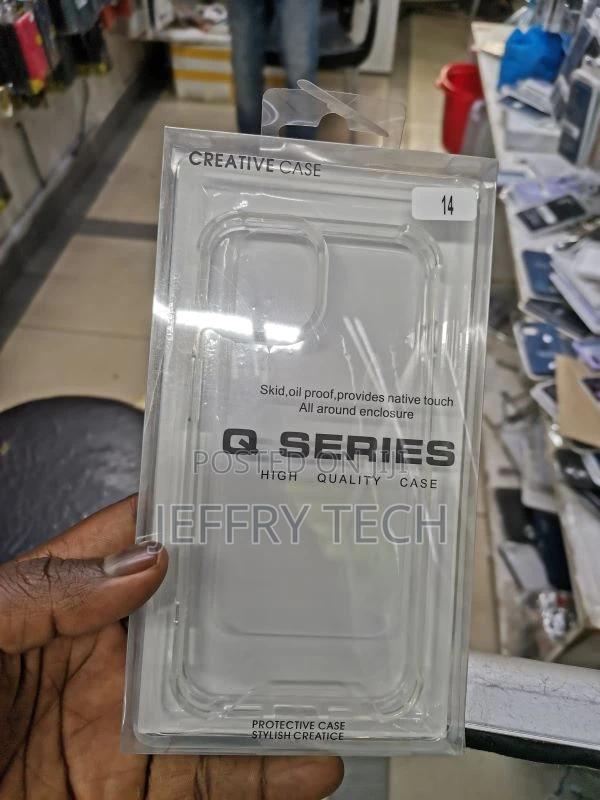 CREATIVE CASE
14
Skid,oil proof,provides native touch
All around enclosure
Q SERIES
POSTED ON JIJI
HIGH QUALITY CASE
JEFFRY TECH
PROTECTIVE CASE
STYLISH CREATICE